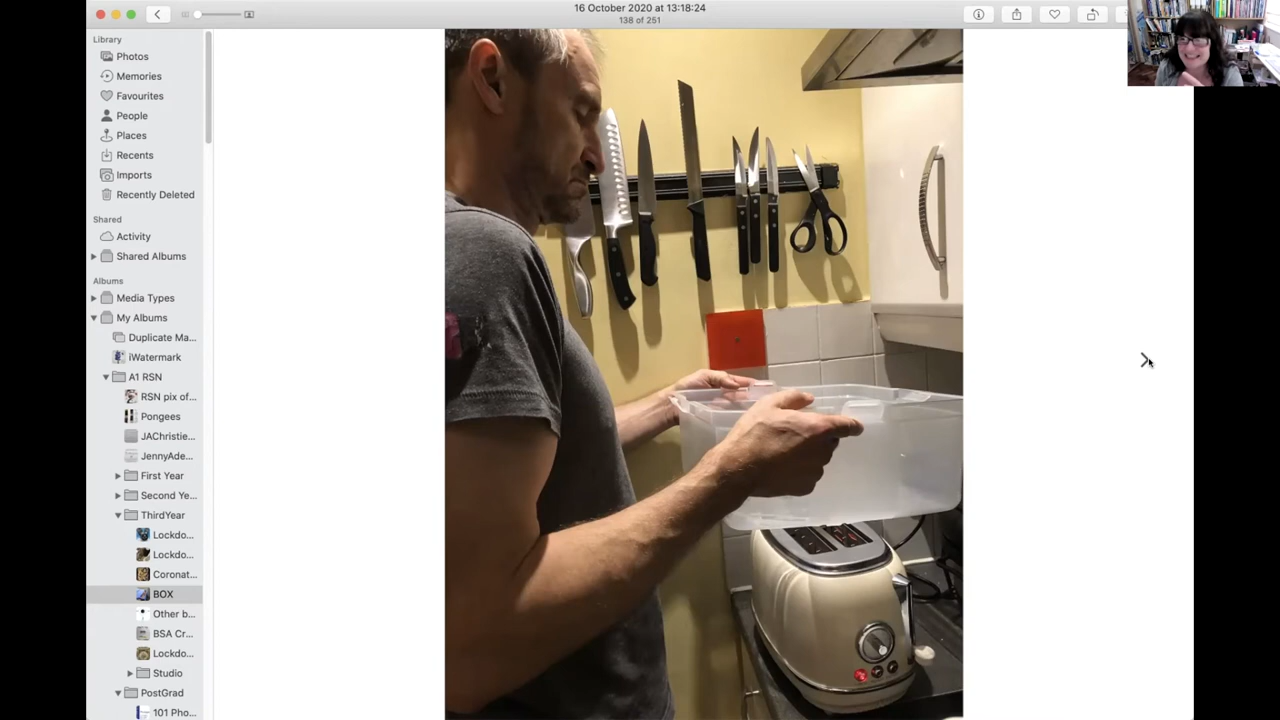 16 October 2020 at 13:18:24
138 of 251
Library
Photos
Memories
Favourites
People
Places
Recents
Imports
Recently Deleted
Shared
Activity
Shared Albums
Albums
Media Types
My Albums
Duplicate Ma...
iWatermark
A1 RSN
RSN pix of...
Pongees
JAChristie...
JennyAde...
First Year
Second Ye...
ThirdYear
Lockdo...
Lockdo...
Coronat...
BOX
Other b...
BSA Cr...
Lockdo...
Studio
PostGrad
101 Pho...